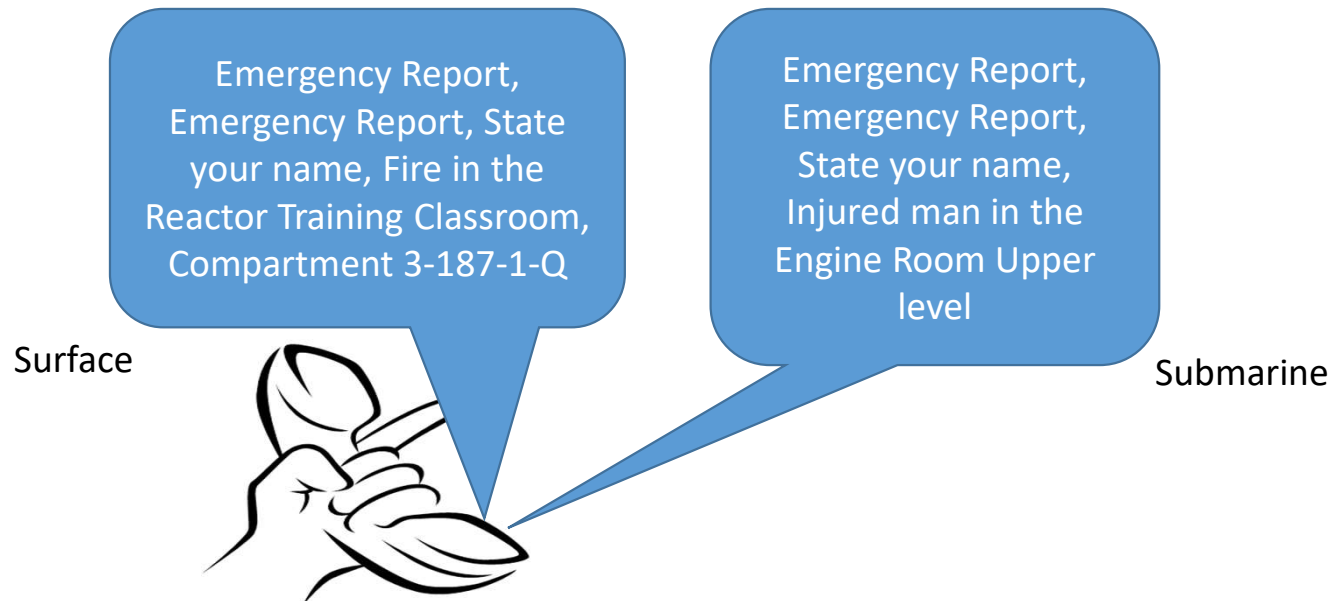 Emergency Report,
Emergency Report, State
your name, Fire in the
Reactor Training Classroom,
Compartment 3-187-1-Q
Emergency Report,
Emergency Report,
State your name,
Injured man in the
Engine Room Upper
level
Surface
Submarine